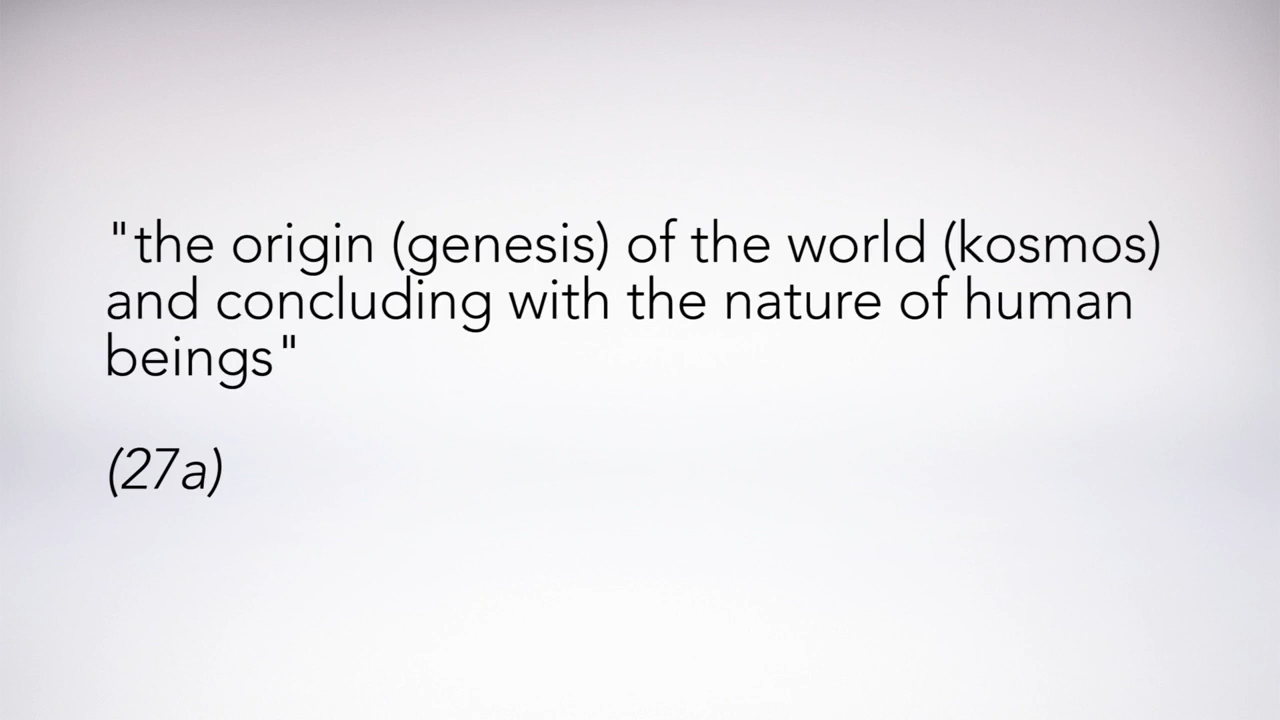 "the origin (genesis) of the world (kosmos)
and concluding with the nature of human
beings"
(27a)